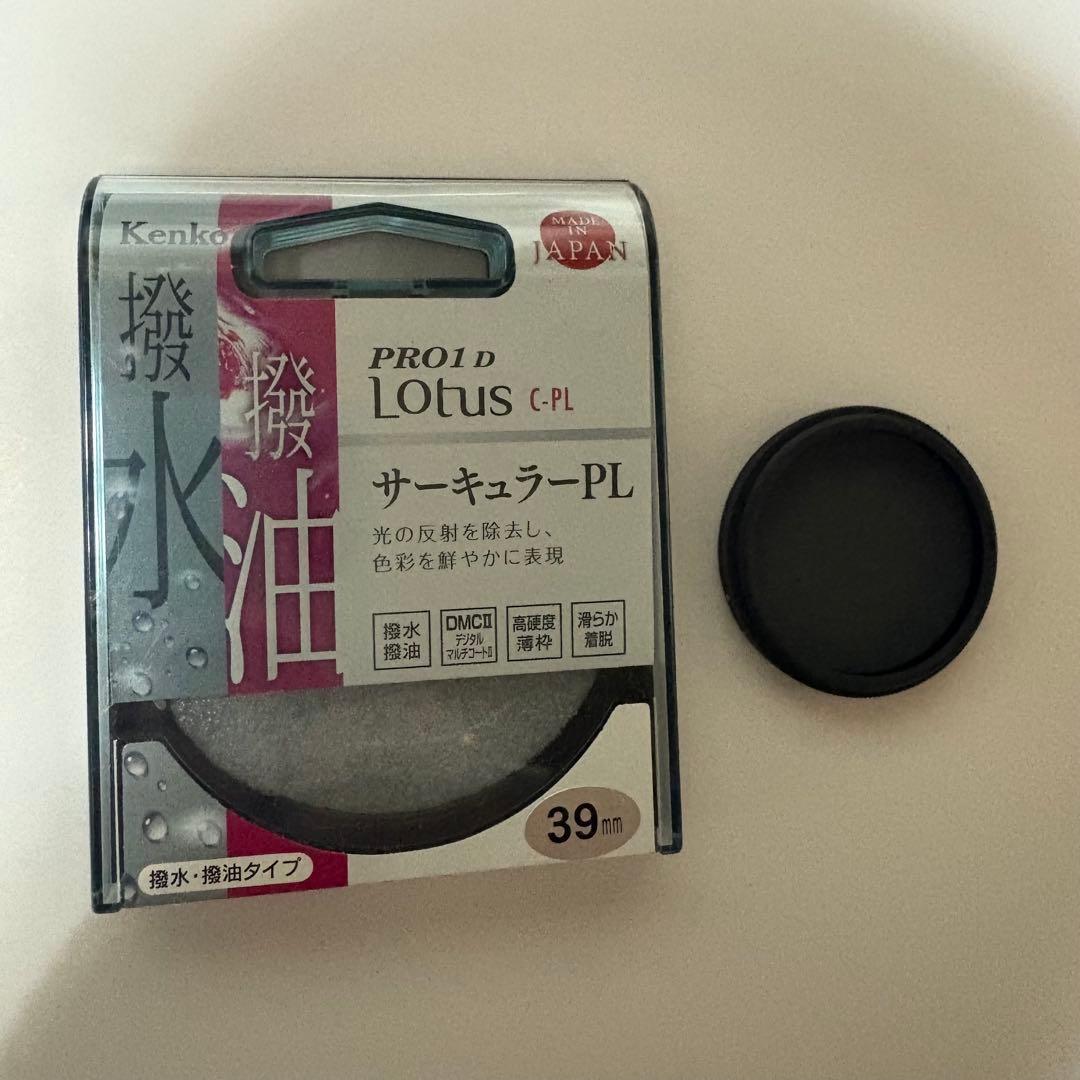 Kenko
MADE
IN
JAPAN
撥水
撥油
PRO1 D
Lotus C-PL
サーキュラーPL
光の反射を除去し、
色彩を鮮やかに表現
撥水
撥油
DMCII
デジタル
マルチコートII
高硬度
薄枠
滑らか
着脱
39mm
撥水・撥油タイプ